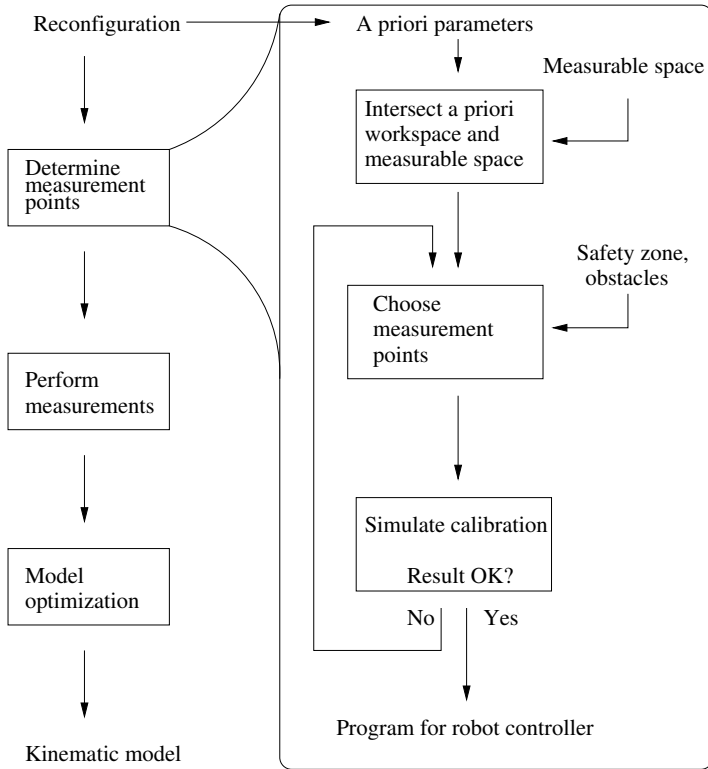 Reconfiguration
Determine
measurement
points
Perform
measurements
Model
optimization
Kinematic model
A priori parameters
Measurable space
Intersect a priori
workspace and
measurable space
Safety zone,
obstacles
Choose
measurement
points
Simulate calibration
Result OK?
No
Yes
Program for robot controller